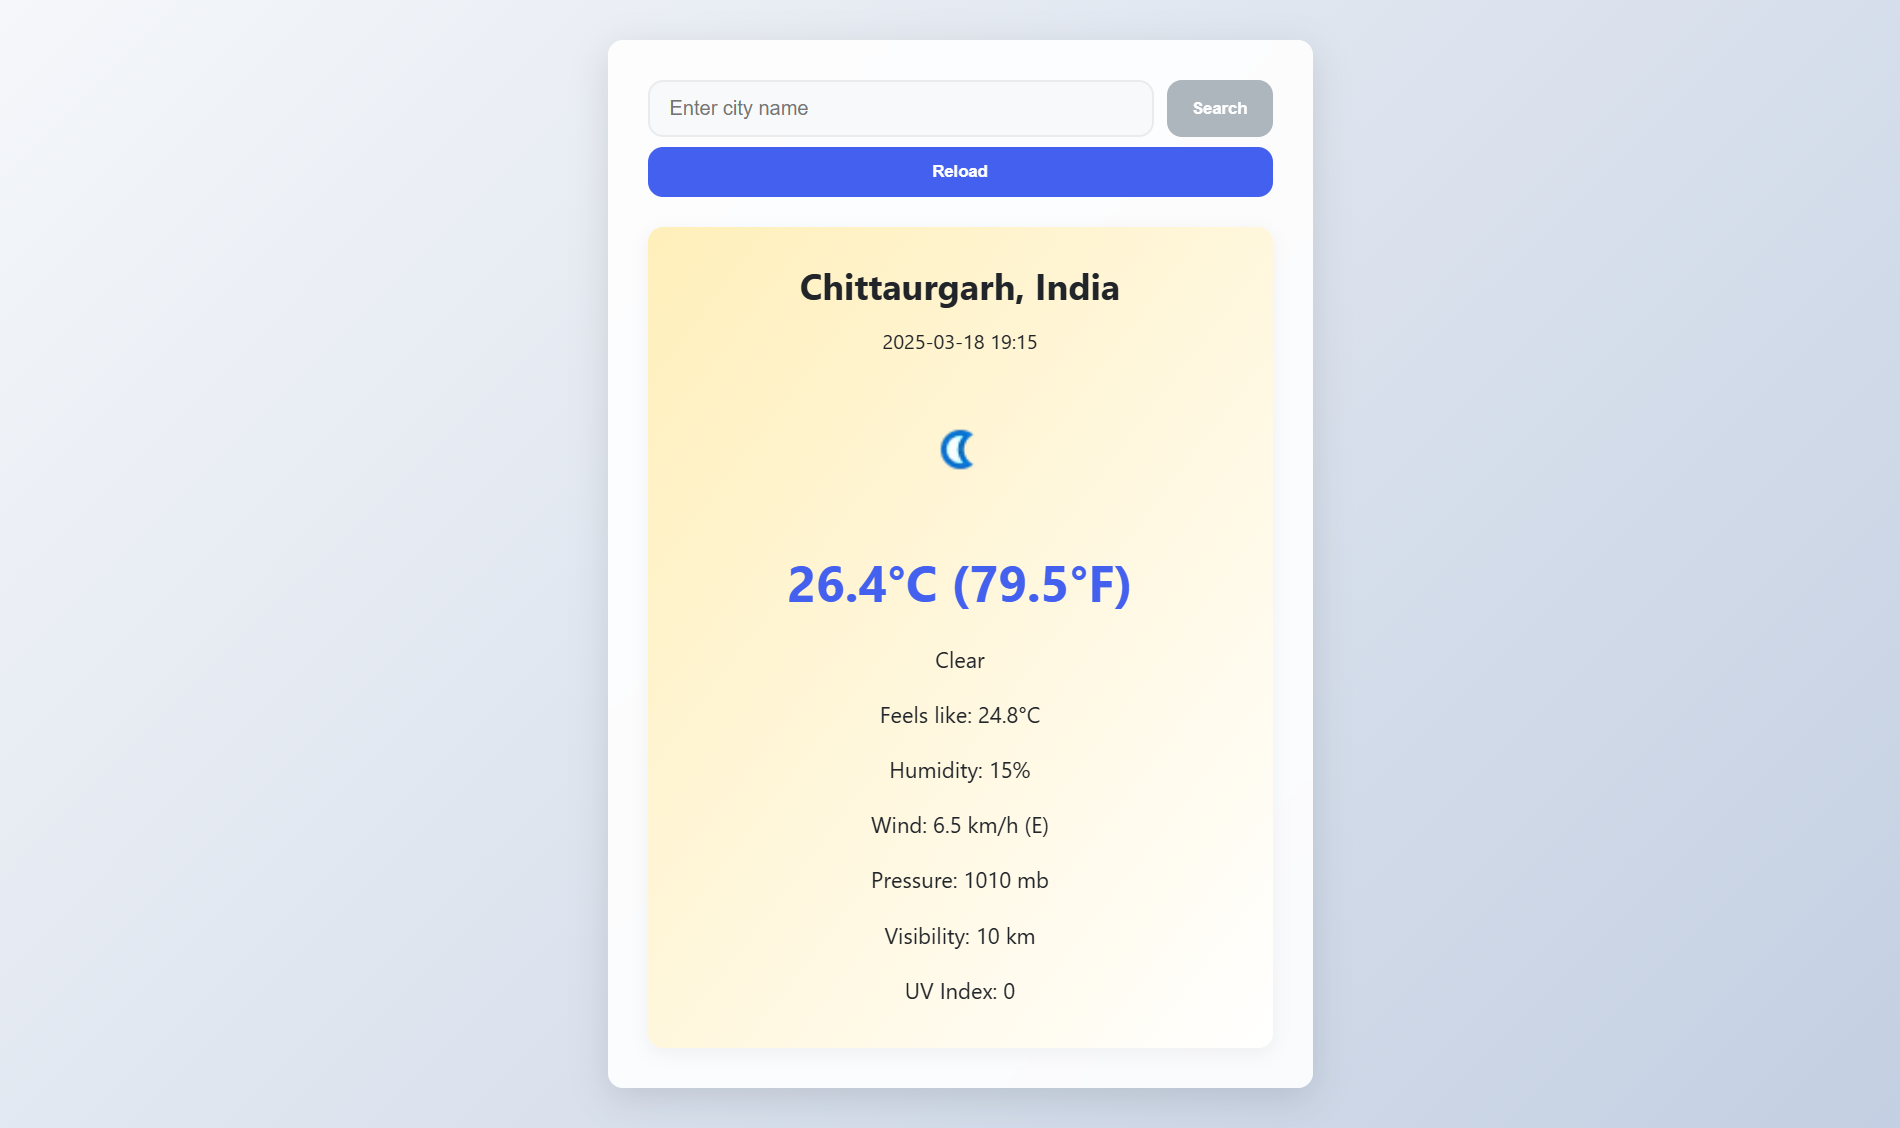 Enter city name
Search
Reload
Chittaurgarh, India
2025-03-18 19:15
26.4°C (79.5°F)
Clear
Feels like: 24.8°C
Humidity: 15%
Wind: 6.5 km/h (E)
Pressure: 1010 mb
Visibility: 10 km
UV Index: 0